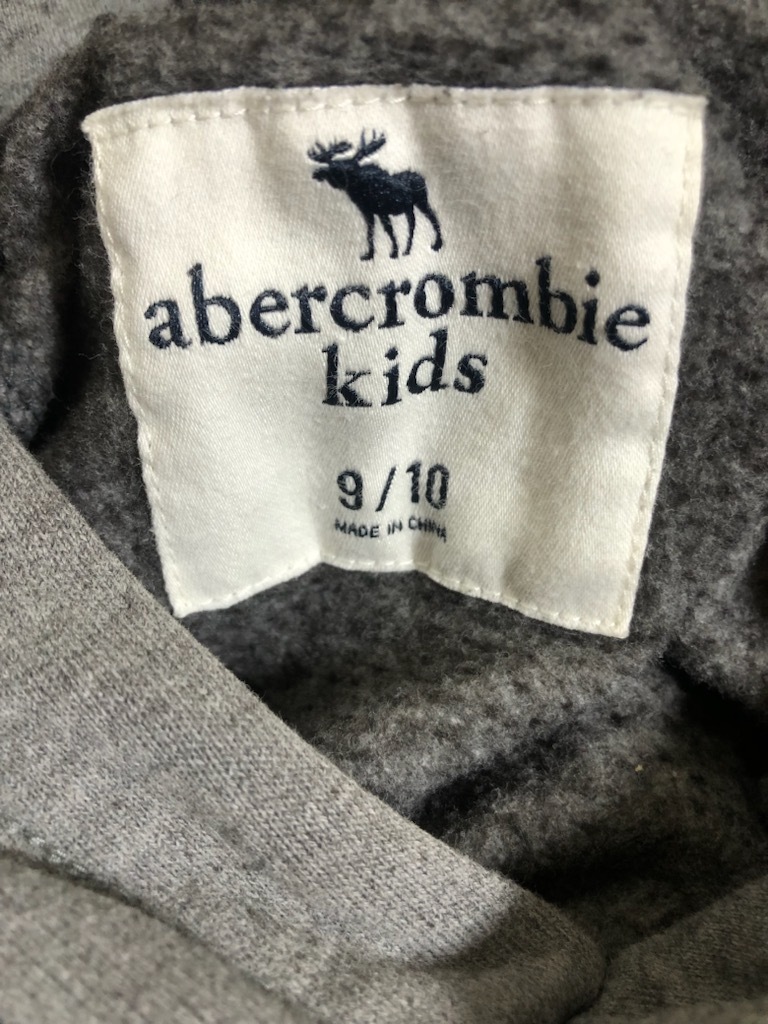 abercrombie
kids
9/10
MADE IN CHINA